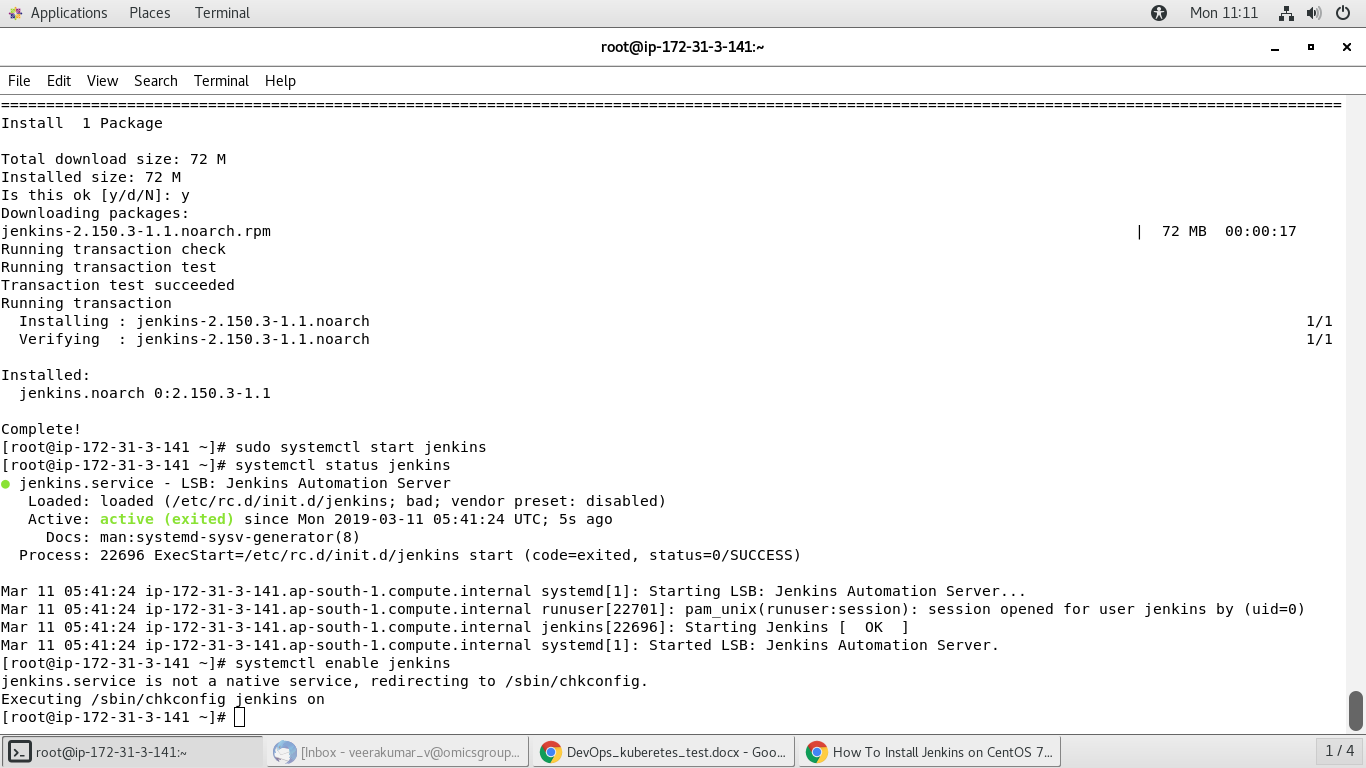 Applications Places Terminal Mon 11:11
root@ip-172-31-3-141:~
File Edit View Search Terminal Help
=======================================================================================================================================================
Install  1 Package
Total download size: 72 M
Installed size: 72 M
Is this ok [y/d/N]: y
Downloading packages:
jenkins-2.150.3-1.1.noarch.rpm | 72 MB 00:00:17
Running transaction check
Running transaction test
Transaction test succeeded
Running transaction
  Installing : jenkins-2.150.3-1.1.noarch 1/1
  Verifying  : jenkins-2.150.3-1.1.noarch 1/1
Installed:
  jenkins.noarch 0:2.150.3-1.1
Complete!
[root@ip-172-31-3-141 ~]# sudo systemctl start jenkins
[root@ip-172-31-3-141 ~]# systemctl status jenkins
● jenkins.service - LSB: Jenkins Automation Server
   Loaded: loaded (/etc/rc.d/init.d/jenkins; bad; vendor preset: disabled)
   Active: active (exited) since Mon 2019-03-11 05:41:24 UTC; 5s ago
     Docs: man:systemd-sysv-generator(8)
  Process: 22696 ExecStart=/etc/rc.d/init.d/jenkins start (code=exited, status=0/SUCCESS)
Mar 11 05:41:24 ip-172-31-3-141.ap-south-1.compute.internal systemd[1]: Starting LSB: Jenkins Automation Server...
Mar 11 05:41:24 ip-172-31-3-141.ap-south-1.compute.internal runuser[22701]: pam_unix(runuser:session): session opened for user jenkins by (uid=0)
Mar 11 05:41:24 ip-172-31-3-141.ap-south-1.compute.internal jenkins[22696]: Starting Jenkins [  OK  ]
Mar 11 05:41:24 ip-172-31-3-141.ap-south-1.compute.internal systemd[1]: Started LSB: Jenkins Automation Server.
[root@ip-172-31-3-141 ~]# systemctl enable jenkins
jenkins.service is not a native service, redirecting to /sbin/chkconfig.
Executing /sbin/chkconfig jenkins on
[root@ip-172-31-3-141 ~]#
root@ip-172-31-3-141:~ [Inbox - veerakumar_v@omicsgroup... DevOps_kuberetes_test.docx - Goo... How To Install Jenkins on CentOS 7... 1 / 4